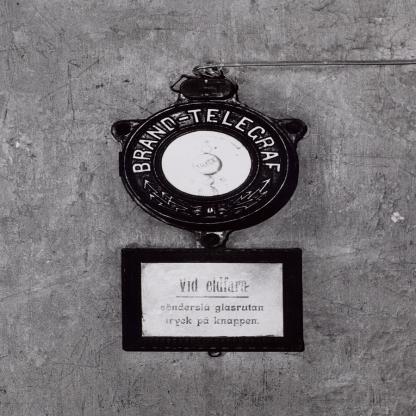 BRAND-TELEGRAF
Vid eldfara
sönderslå glasrutan
tryck på knappen.